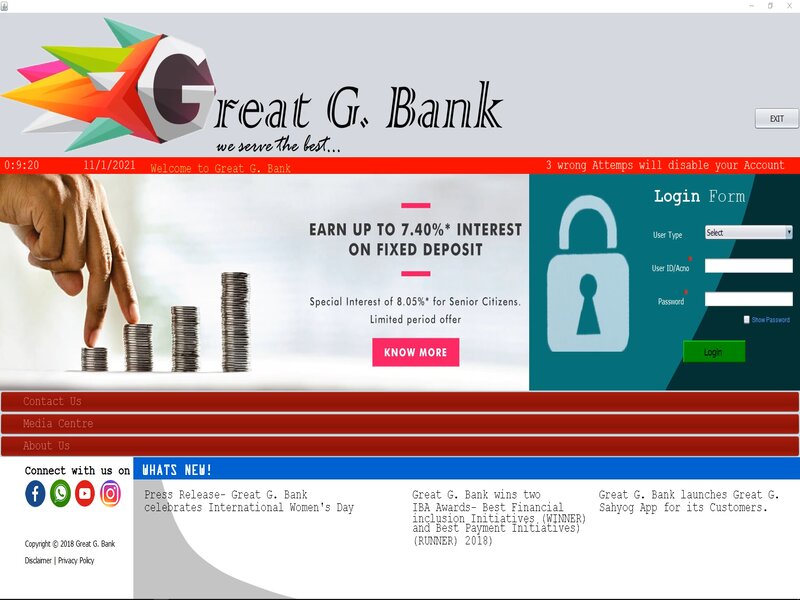 Great G. Bank
we serve the best...
EXIT
0:9:20 11/1/2021 Welcome to Great G. Bank 3 wrong Attemps will disable your Account
EARN UP TO 7.40%* INTEREST
ON FIXED DEPOSIT
Special Interest of 8.05%* for Senior Citizens.
Limited period offer
KNOW MORE
Login Form
User Type Select
User ID/Acno*
Password*
Show Password
Login
Contact Us
Media Centre
About Us
Connect with us on
WHATS NEW!
Press Release- Great G. Bank
celebrates International Women's Day
Great G. Bank wins two
IBA Awards- Best Financial
inclusion Initiatives (WINNER)
and Best Payment Initiatives)
(RUNNER) 2018)
Great G. Bank launches Great G.
Sahyog App for its Customers.
Copyright © 2018 Great G. Bank
Disclaimer | Privacy Policy